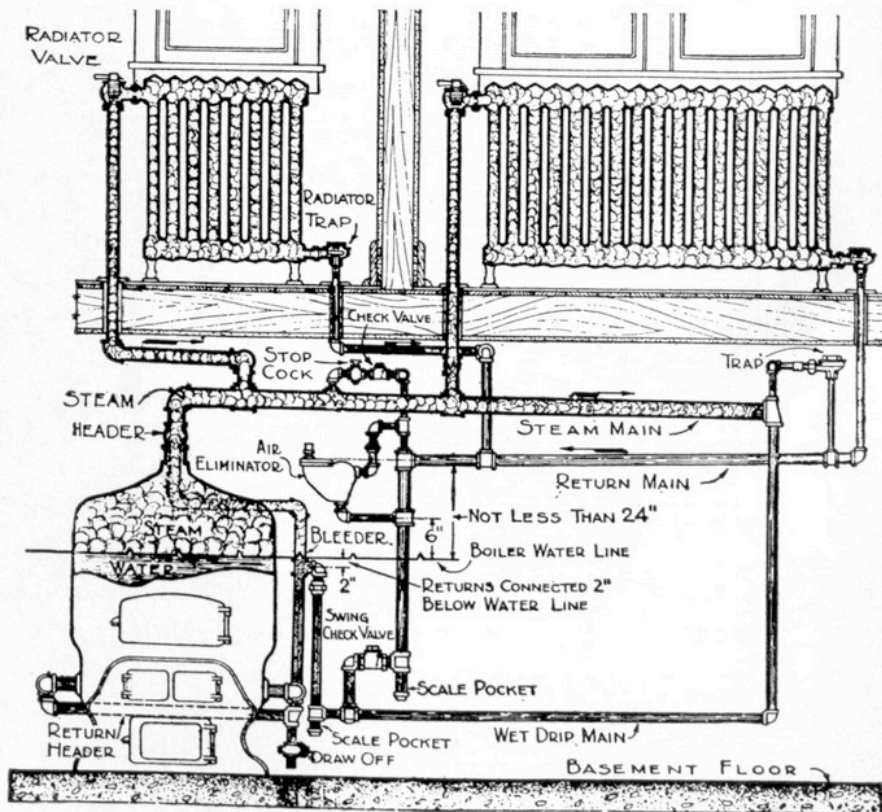 RADIATOR
VALVE
RADIATOR
TRAP
CHECK VALVE
STOP
COCK
TRAP
STEAM
HEADER
STEAM MAIN
AIR
ELIMINATOR
RETURN MAIN
NOT LESS THAN 24"
6"
STEAM
BLEEDER
BOILER WATER LINE
WATER
2"
RETURNS CONNECTED 2"
BELOW WATER LINE
SWING
CHECK VALVE
SCALE POCKET
RETURN
HEADER
SCALE POCKET
WET DRIP MAIN
DRAW OFF
BASEMENT FLOOR